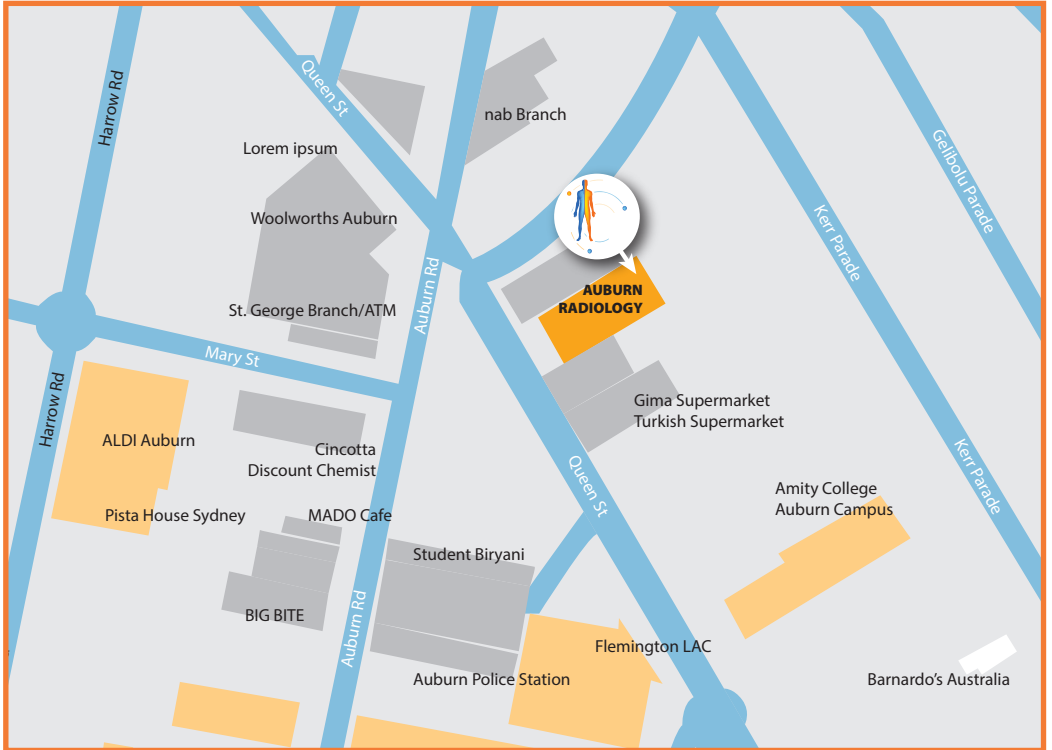 Harrow Rd
Queen St
nab Branch
Lorem ipsum
Gelibolu Parade
Kerr Parade
Woolworths Auburn
Auburn Rd
AUBURN
RADIOLOGY
St. George Branch/ATM
Mary St
Harrow Rd
Gima Supermarket
Turkish Supermarket
ALDI Auburn
Cincotta
Discount Chemist
Queen St
Kerr Parade
Amity College
Auburn Campus
Pista House Sydney
MADO Cafe
Student Biryani
BIG BITE
Auburn Rd
Flemington LAC
Auburn Police Station
Barnardo's Australia